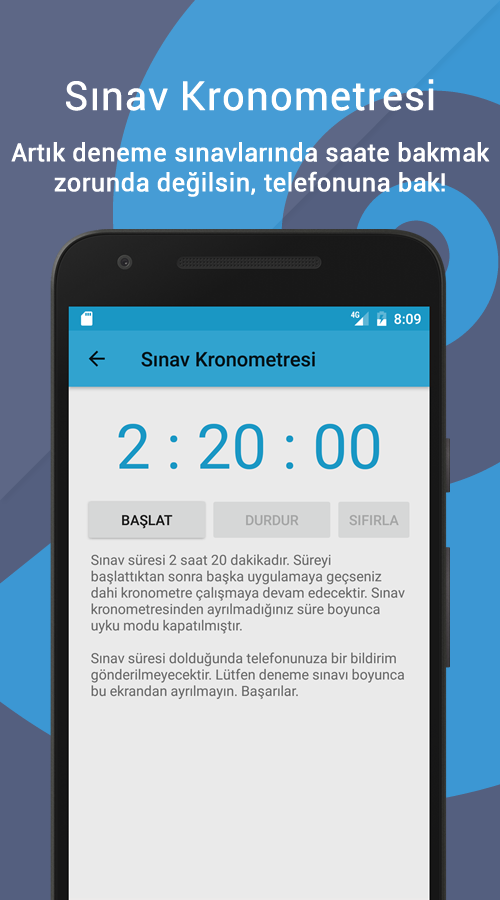 Sınav Kronometresi
Artık deneme sınavlarında saate bakmak
zorunda değilsin, telefonuna bak!
4G 8:09
Sınav Kronometresi
2 : 20 : 00
BAŞLAT DURDUR SIFIRLA
Sınav süresi 2 saat 20 dakikadır. Süreyi
başlattıktan sonra başka uygulamaya geçseniz
dahi kronometre çalışmaya devam edecektir. Sınav
kronometresinden ayrılmadığınız süre boyunca
uyku modu kapatılmıştır.
Sınav süresi dolduğunda telefonunuza bir bildirim
gönderilmeyecektir. Lütfen deneme sınavı boyunca
bu ekrandan ayrılmayın. Başarılar.